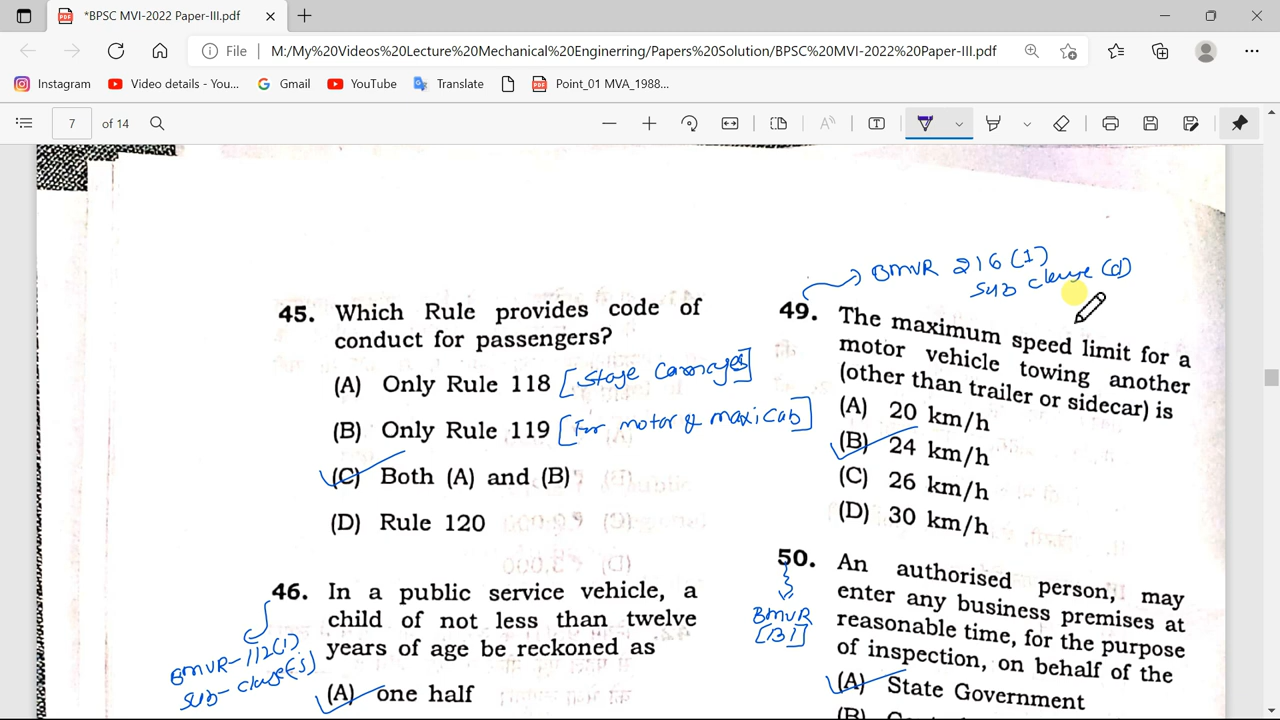 *BPSC MVI-2022 Paper-III.pdf
File M:/My%20Videos%20Lecture%20Mechanical%20Enginerring/Papers%20Solution/BPSC%20MVI-2022%20Paper-III.pdf
Instagram Video details - You... Gmail YouTube Translate Point_01 MVA_1988...
7 of 14
45. Which Rule provides code of
conduct for passengers?
(A) Only Rule 118 [Stage Carriages]
(B) Only Rule 119 [For motor & maxi cab]
(C) Both (A) and (B)
(D) Rule 120
46. In a public service vehicle, a
child of not less than twelve
years of age be reckoned as
BMVR-112(1)
sub-clause(s)
(A) one half
BMVR 216 (1)
sub clause (d)
49. The maximum speed limit for a
motor vehicle towing another
(other than trailer or sidecar) is
(A) 20 km/h
(B) 24 km/h
(C) 26 km/h
(D) 30 km/h
50. An authorised person, may
enter any business premises at
reasonable time, for the purpose
of inspection, on behalf of the
BMVR
[131]
(A) State Government
(B)